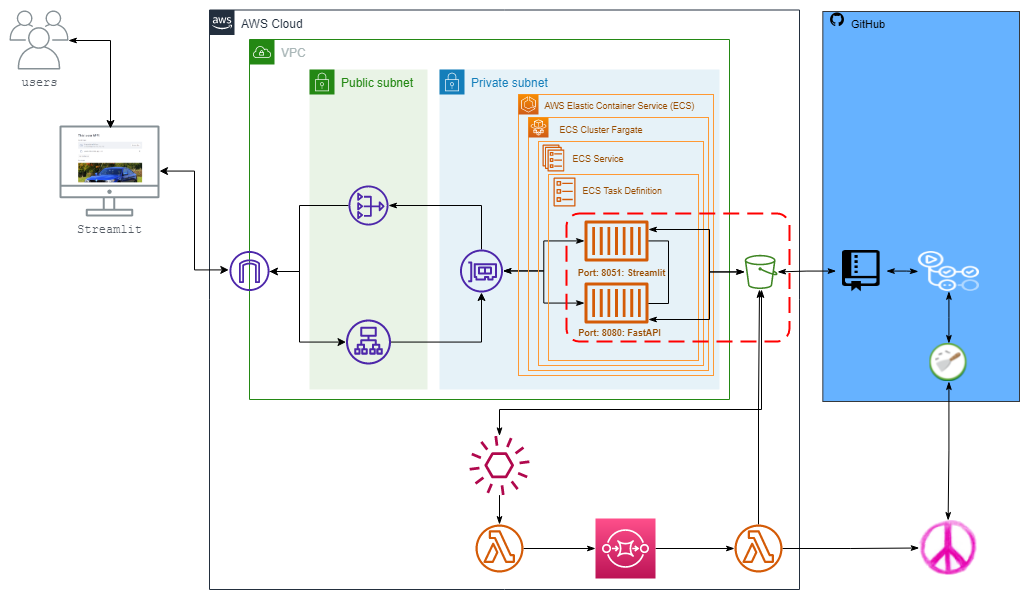 aws
AWS Cloud
GitHub
VPC
users
Public subnet
Private subnet
AWS Elastic Container Service (ECS)
ECS Cluster Fargate
ECS Service
ECS Task Definition
Streamlit
Port: 8051: Streamlit
Port: 8080: FastAPI